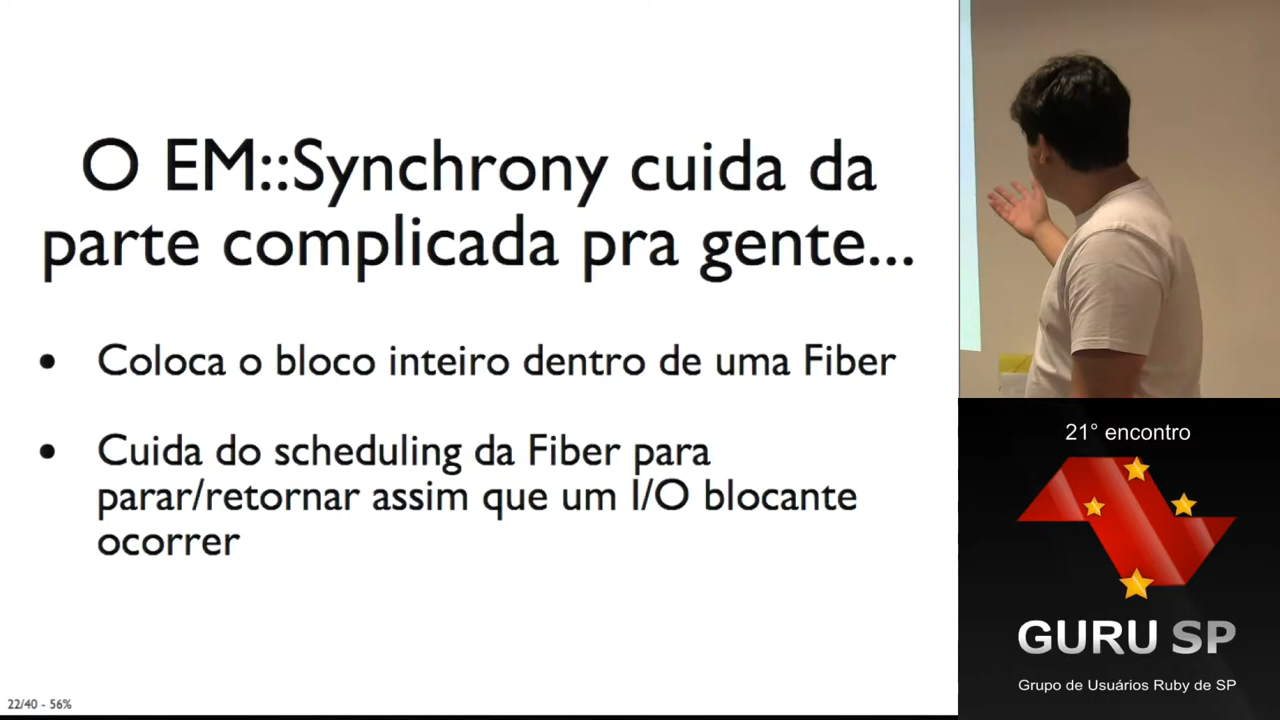 O EM::Synchrony cuida da
parte complicada pra gente...
• Coloca o bloco inteiro dentro de uma Fiber
• Cuida do scheduling da Fiber para
parar/retornar assim que um I/O blocante
ocorrer
22/40 - 56%
21° encontro
GURU SP
Grupo de Usuários Ruby de SP